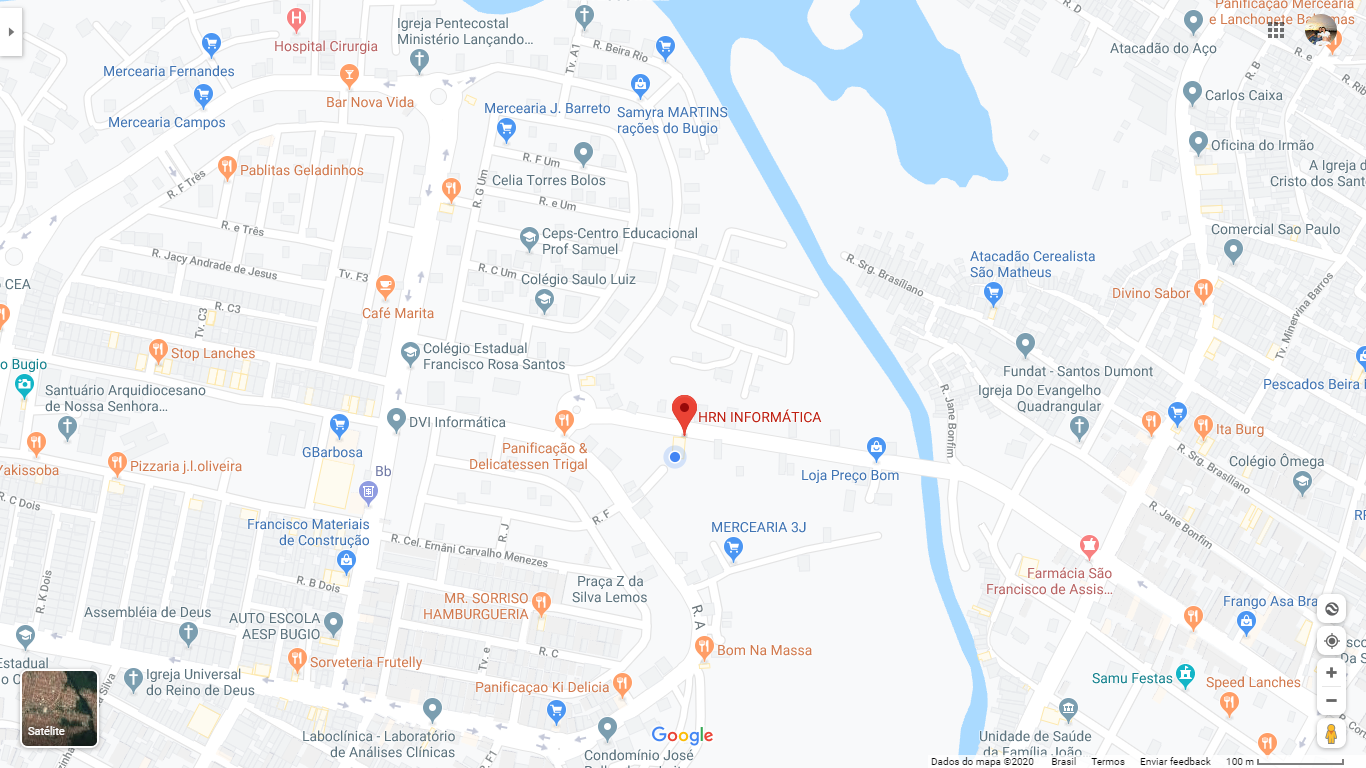 Panificação Mercearia
e Lanchonete Bahamas
R. D
Igreja Pentecostal
Ministério Lançando...
Hospital Cirurgia
R. Beira Rio
Tv. A1
Atacadão do Aço
R. B
Mercearia Fernandes
Bar Nova Vida
Mercearia Campos
Mercearia J. Barreto
Samyra MARTINS
rações do Bugio
Carlos Caixa
Oficina do Irmão
R. F Um
Pablitas Geladinhos
Celia Torres Bolos
A Igreja d
Cristo dos Sant
R. F Três
R. G Um
R. e Um
R. e Três
Ceps-Centro Educacional
Prof Samuel
Comercial Sao Paulo
R. Jacy Andrade de Jesus
Tv. F3
R. C Um
Colégio Saulo Luiz
R. Srg. Brasiliano
Atacadão Cerealista
São Matheus
CEA
Divino Sabor
Tv. Minervina Barros
R. C3
Tv. C3
Café Marita
Stop Lanches
Colégio Estadual
Francisco Rosa Santos
o Bugio
Fundat - Santos Dumont
Santuário Arquidiocesano
de Nossa Senhora...
Igreja Do Evangelho
Quadrangular
Pescados Beira
R. Jane Bonfim
DVI Informática
HRN INFORMÁTICA
Ita Burg
GBarbosa
Panificação &
Delicatessen Trigal
Yakissoba
Pizzaria j.l.oliveira
Bb
Loja Preço Bom
R. Srg. Brasiliano
Colégio Ômega
R. C Dois
R. F
R. J
R. Jane Bonfim
Francisco Materiais
de Construção
MERCEARIA 3J
R. Cel. Ernâni Carvalho Menezes
R. K Dois
R. B Dois
Praça Z da
Silva Lemos
Farmácia São
Francisco de Assis...
Assembléia de Deus
AUTO ESCOLA
AESP BUGIO
MR. SORRISO
HAMBURGUERIA
R. A
Frango Asa Bra
Estadual
Sorveteria Frutelly
Tv. e
R. C
Bom Na Massa
Igreja Universal
do Reino de Deus
Panificaçao Ki Delicia
Samu Festas
Speed Lanches
Satélite
Laboclínica - Laboratório
de Análises Clínicas
F1
Condomínio José
Google
Unidade de Saúde
da Família João
Dados do mapa ©2020 Brasil Termos Enviar feedback 100 m